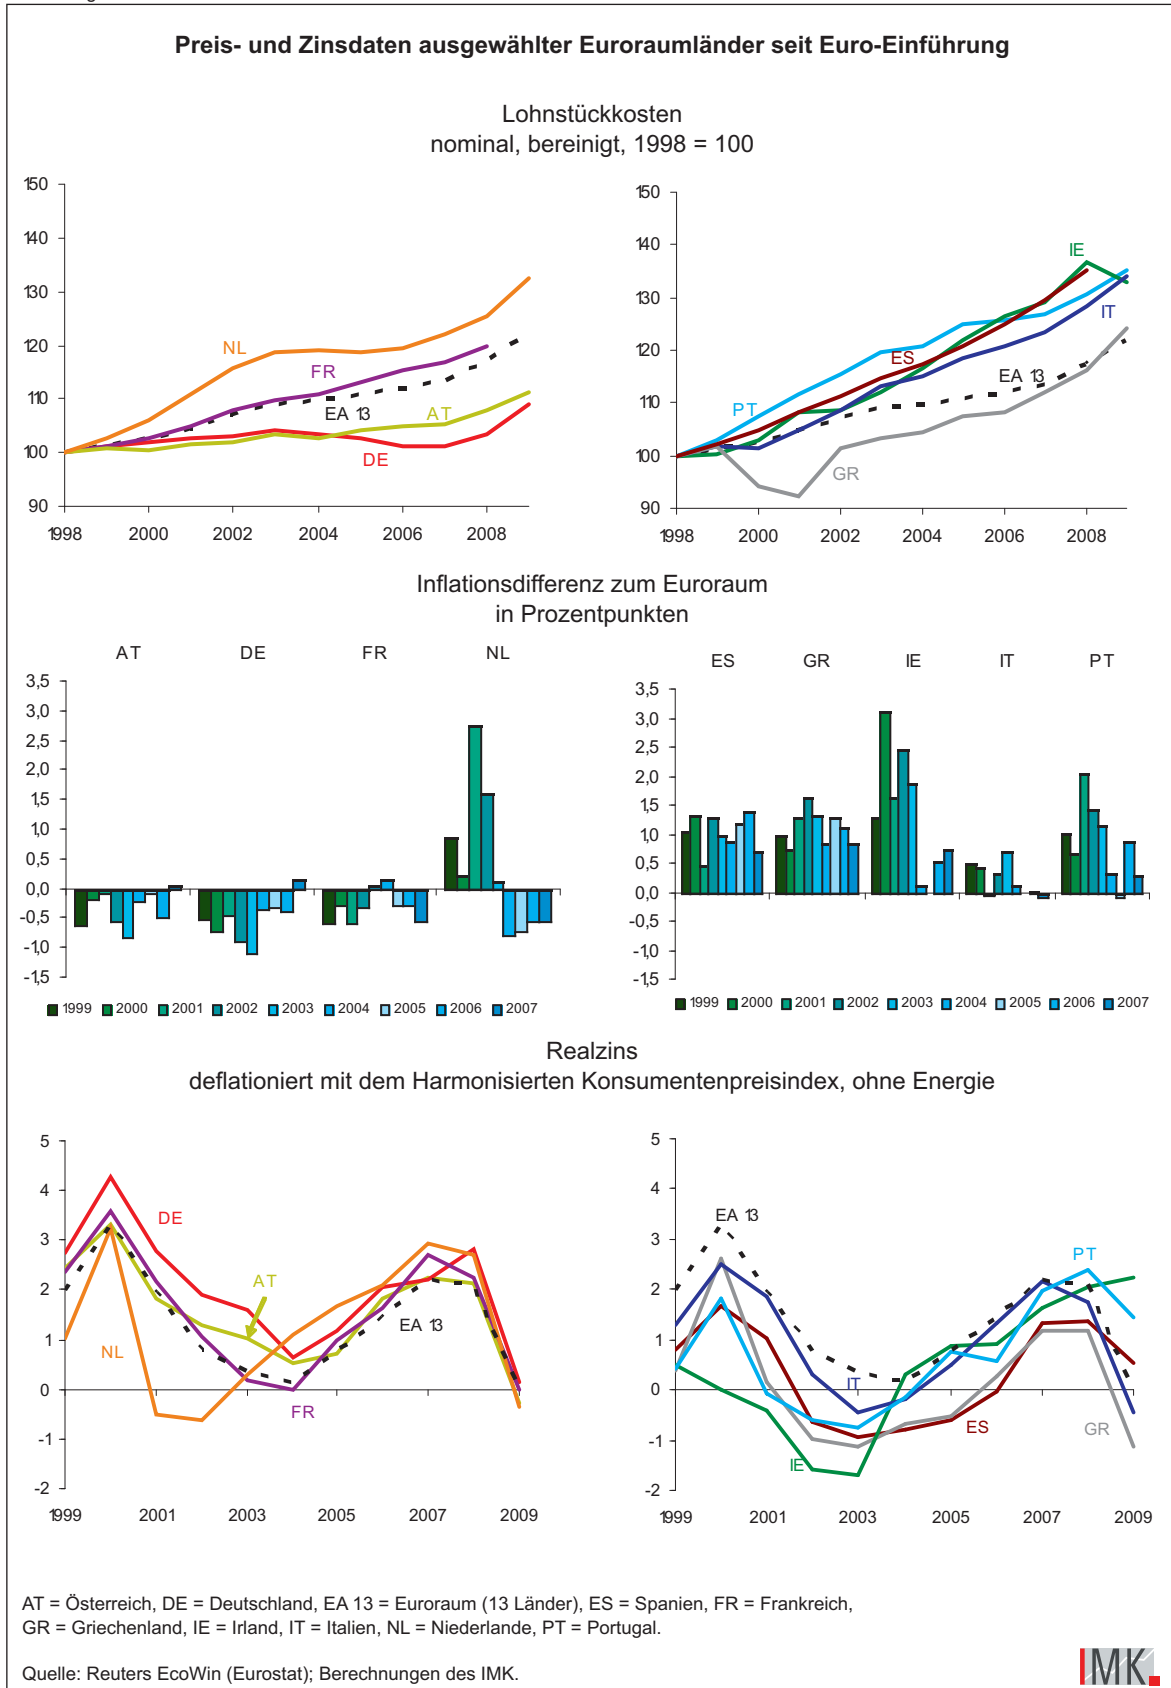 Preis- und Zinsdaten ausgewählter Euroraumländer seit Euro-Einführung
Lohnstückkosten
nominal, bereinigt, 1998 = 100
150
140
130
120
110
100
90
NL
FR
EA 13
AT
DE
1998 2000 2002 2004 2006 2008
150
140
130
120
110
100
90
IE
IT
ES
EA 13
PT
GR
1998 2000 2002 2004 2006 2008
Inflationsdifferenz zum Euroraum
in Prozentpunkten
AT DE FR NL
3,5
3,0
2,5
2,0
1,5
1,0
0,5
0,0
-0,5
-1,0
-1,5
1999 2000 2001 2002 2003 2004 2005 2006 2007
ES GR IE IT PT
3,5
3,0
2,5
2,0
1,5
1,0
0,5
0,0
-0,5
-1,0
-1,5
1999 2000 2001 2002 2003 2004 2005 2006 2007
Realzins
deflationiert mit dem Harmonisierten Konsumentenpreisindex, ohne Energie
5
4
3
2
1
0
-1
-2
DE
AT
NL
EA 13
FR
1999 2001 2003 2005 2007 2009
5
4
3
2
1
0
-1
-2
EA 13
PT
IT
ES
GR
IE
1999 2001 2003 2005 2007 2009
AT = Österreich, DE = Deutschland, EA 13 = Euroraum (13 Länder), ES = Spanien, FR = Frankreich,
GR = Griechenland, IE = Irland, IT = Italien, NL = Niederlande, PT = Portugal.
Quelle: Reuters EcoWin (Eurostat); Berechnungen des IMK.
IMK.